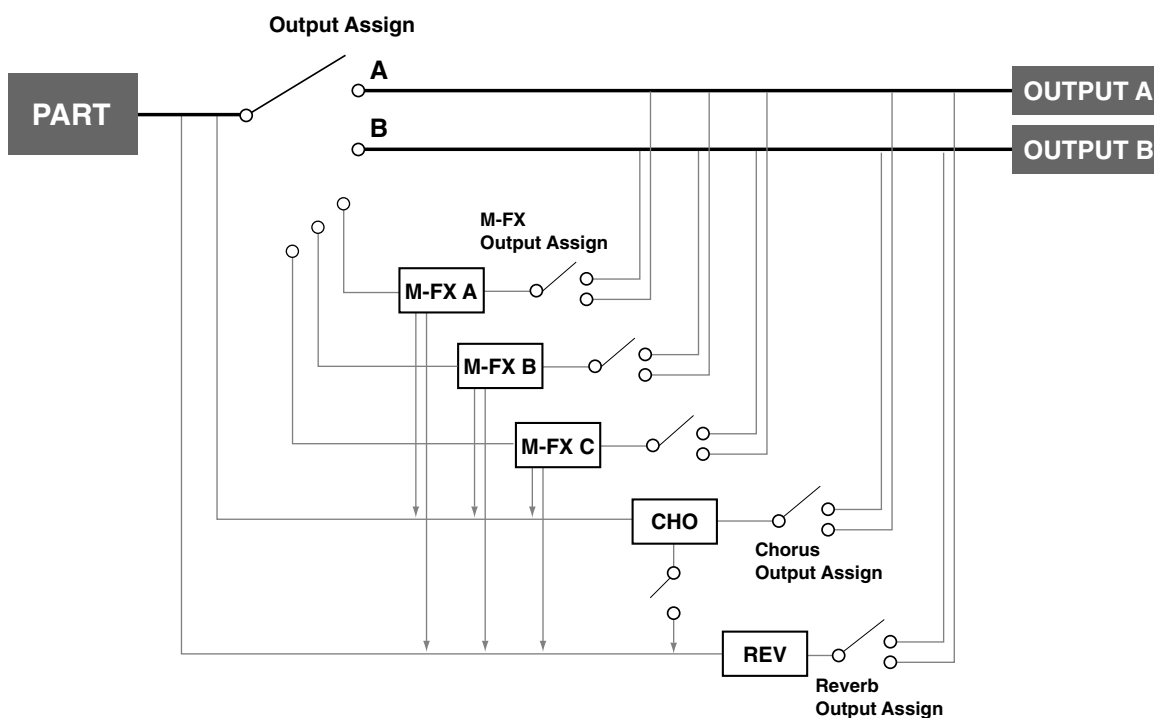 Output Assign
A
PART
OUTPUT A
B
OUTPUT B
M-FX
Output Assign
M-FX A
M-FX B
M-FX C
CHO
Chorus
Output Assign
REV
Reverb
Output Assign